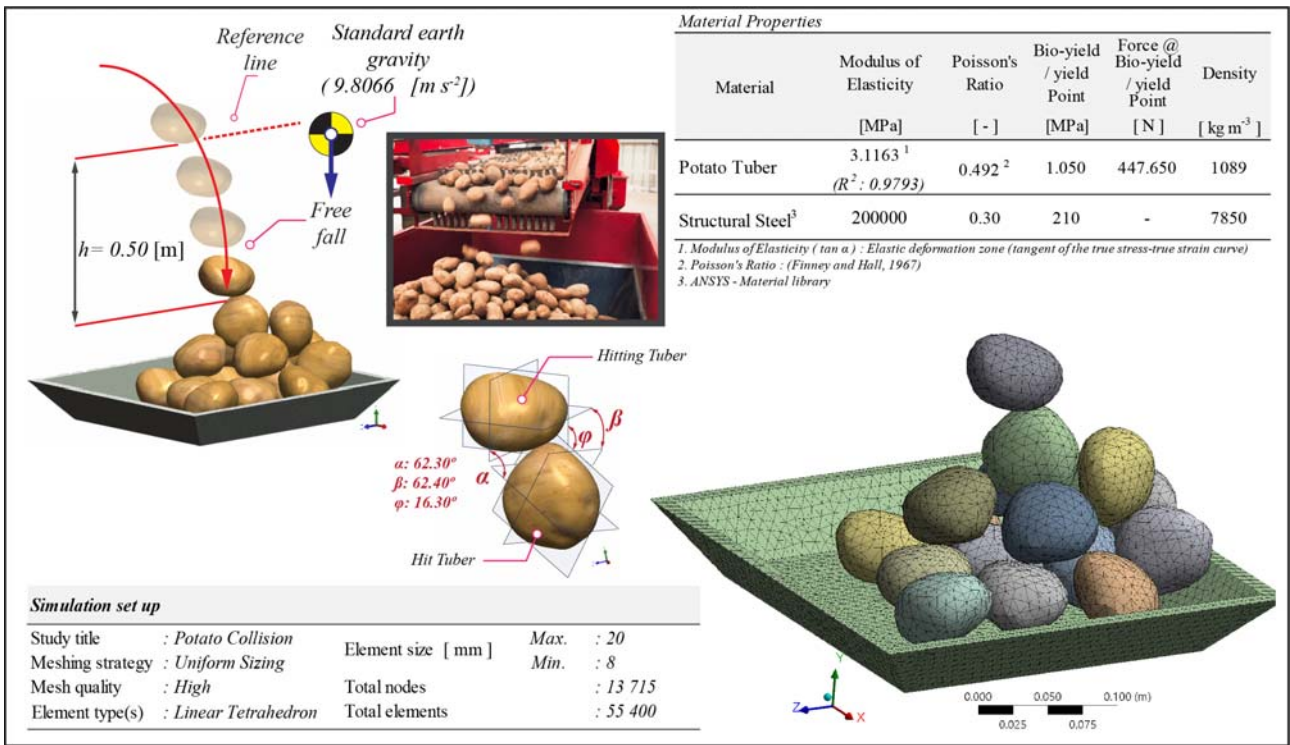 Reference
line
Standard earth
gravity
( 9.8066 [m s⁻²])
h= 0.50 [m]
Free
fall
Material Properties
Material
Modulus of
Elasticity
[MPa]
Poisson's
Ratio
[ - ]
Bio-yield
/ yield
Point
[MPa]
Force @
Bio-yield
/ yield
Point
[ N ]
Density
[ kg m⁻³ ]
Potato Tuber
3.1163 ¹
(R² : 0.9793)
0.492 ²
1.050
447.650
1089
Structural Steel³
200000
0.30
210
-
7850
1. Modulus of Elasticity ( tan α ) : Elastic deformation zone (tangent of the true stress-true strain curve)
2. Poisson's Ratio : (Finney and Hall, 1967)
3. ANSYS - Material library
Hitting Tuber
β
φ
α
α: 62.30º
β: 62.40º
φ: 16.30º
Hit Tuber
Simulation set up
Study title : Potato Collision
Meshing strategy : Uniform Sizing
Mesh quality : High
Element type(s) : Linear Tetrahedron
Element size [ mm ] Max. : 20
Min. : 8
Total nodes : 13 715
Total elements : 55 400
Y
Z
X
0.000 0.050 0.100 (m)
0.025 0.075